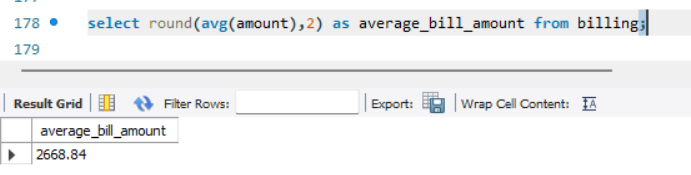 178 select round(avg(amount),2) as average_bill_amount from billing;
179
Result Grid Filter Rows: Export: Wrap Cell Content: IA
average_bill_amount
2668.84